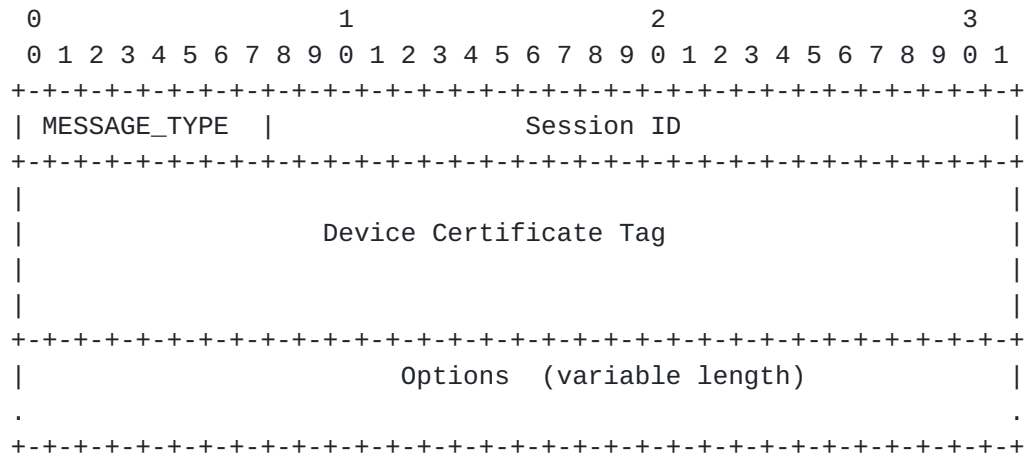 0                   1                   2                   3
 0 1 2 3 4 5 6 7 8 9 0 1 2 3 4 5 6 7 8 9 0 1 2 3 4 5 6 7 8 9 0 1
+-+-+-+-+-+-+-+-+-+-+-+-+-+-+-+-+-+-+-+-+-+-+-+-+-+-+-+-+-+-+-+-+
| MESSAGE_TYPE  |                Session ID                     |
+-+-+-+-+-+-+-+-+-+-+-+-+-+-+-+-+-+-+-+-+-+-+-+-+-+-+-+-+-+-+-+-+
|                                                               |
|                   Device Certificate Tag                      |
|                                                               |
|                                                               |
+-+-+-+-+-+-+-+-+-+-+-+-+-+-+-+-+-+-+-+-+-+-+-+-+-+-+-+-+-+-+-+-+
|                        Options  (variable length)             |
.                                                               .
+-+-+-+-+-+-+-+-+-+-+-+-+-+-+-+-+-+-+-+-+-+-+-+-+-+-+-+-+-+-+-+-+